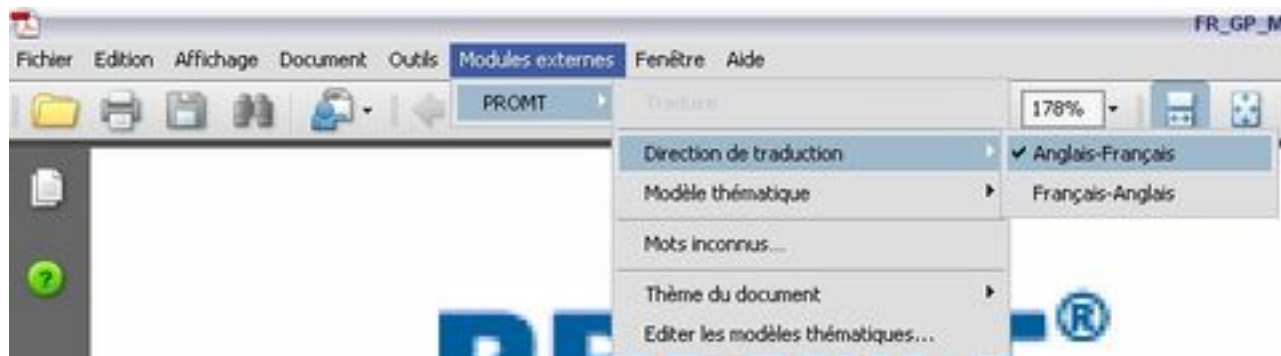 FR_GP_M
Fichier Edition Affichage Document Outils Modules externes Fenêtre Aide
PROMT Traduire 178%
Direction de traduction Anglais-Français
Modèle thématique Français-Anglais
Mots inconnus...
Thème du document
Editer les modèles thématiques...
®